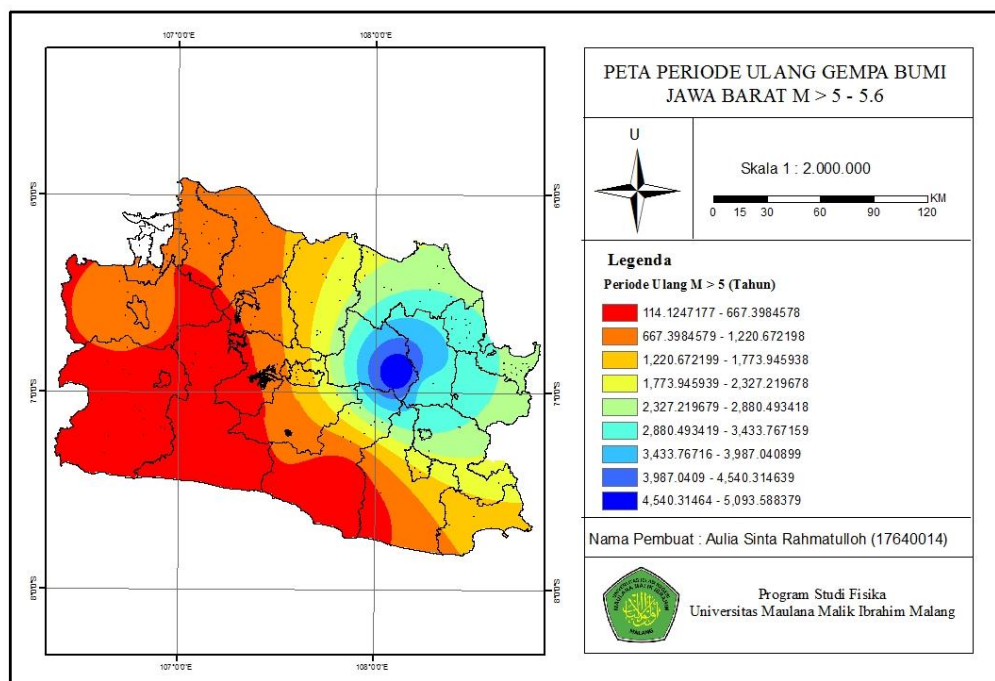 107°0'0"E
108°0'0"E
6°0'0"S
6°0'0"S
7°0'0"S
7°0'0"S
8°0'0"S
8°0'0"S
107°0'0"E
108°0'0"E
PETA PERIODE ULANG GEMPA BUMI
JAWA BARAT M > 5 - 5.6
U
Skala 1 : 2.000.000
KM
0 15 30 60 90 120
Legenda
Periode Ulang M > 5 (Tahun)
114.1247177 - 667.3984578
667.3984579 - 1,220.672198
1,220.672199 - 1,773.945938
1,773.945939 - 2,327.219678
2,327.219679 - 2,880.493418
2,880.493419 - 3,433.767159
3,433.76716 - 3,987.040899
3,987.0409 - 4,540.314639
4,540.31464 - 5,093.588379
Nama Pembuat : Aulia Sinta Rahmatulloh (17640014)
Program Studi Fisika
Universitas Maulana Malik Ibrahim Malang
MALANG